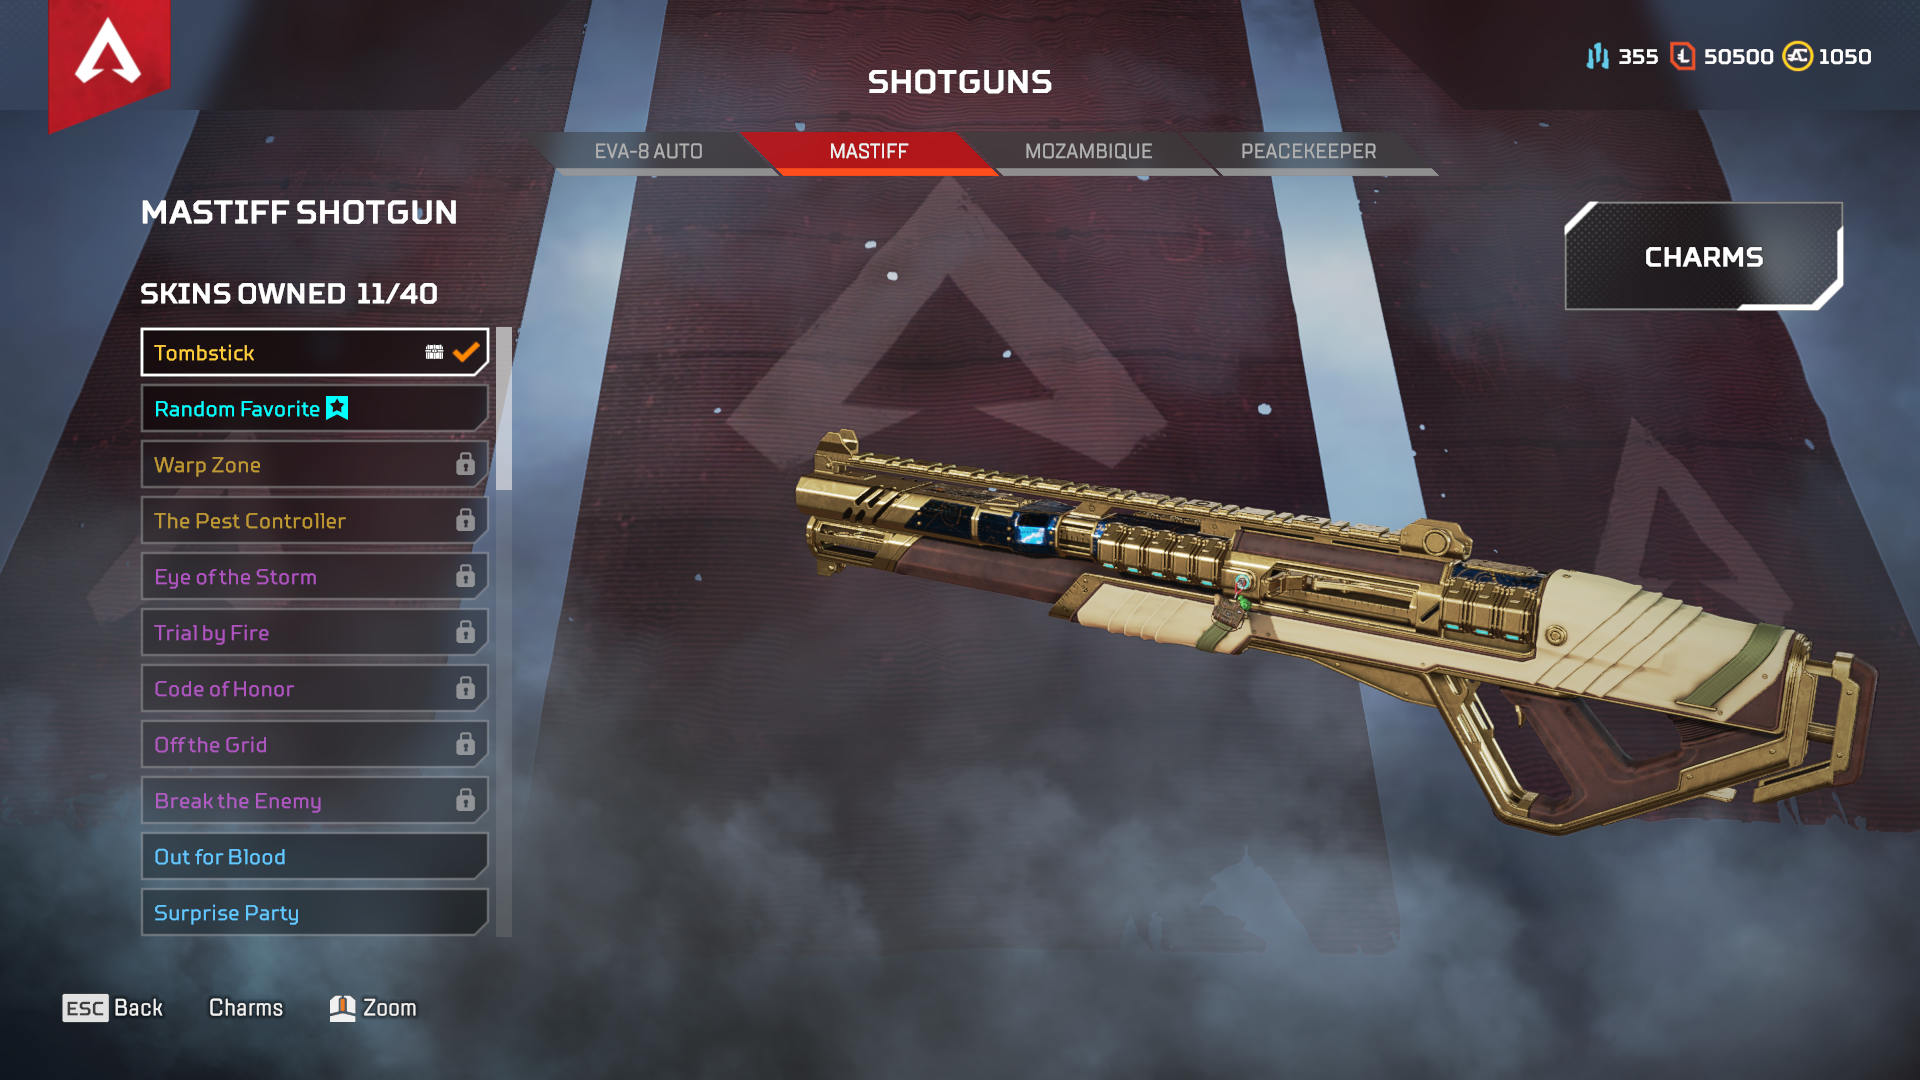 355 50500 1050
SHOTGUNS
EVA-8 AUTO MASTIFF MOZAMBIQUE PEACEKEEPER
MASTIFF SHOTGUN
CHARMS
SKINS OWNED 11/40
Tombstick
Random Favorite
Warp Zone
The Pest Controller
Eye of the Storm
Trial by Fire
Code of Honor
Off the Grid
Break the Enemy
Out for Blood
Surprise Party
ESC Back Charms Zoom